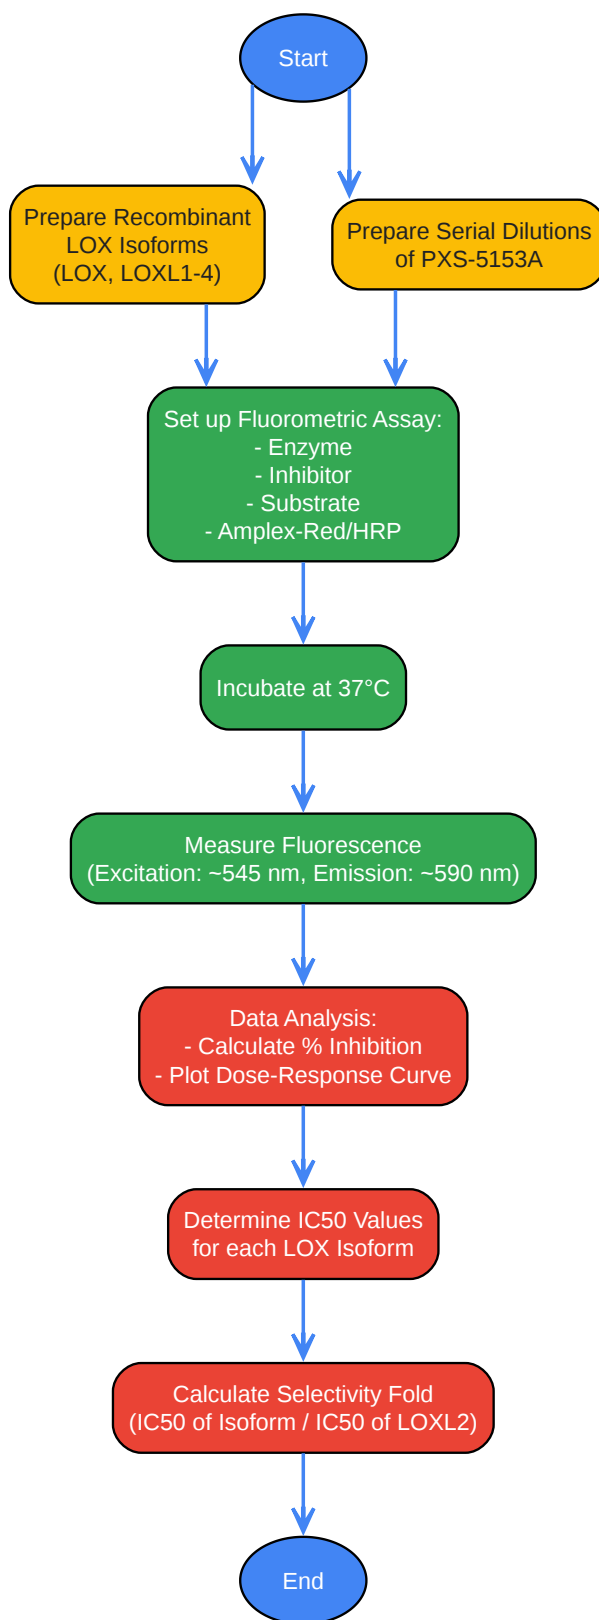 Start
Prepare Recombinant
LOX Isoforms
(LOX, LOXL1-4)
Prepare Serial Dilutions
of PXS-5153A
Set up Fluorometric Assay:
- Enzyme
- Inhibitor
- Substrate
- Amplex-Red/HRP
Incubate at 37°C
Measure Fluorescence
(Excitation: ~545 nm, Emission: ~590 nm)
Data Analysis:
- Calculate % Inhibition
- Plot Dose-Response Curve
Determine IC50 Values
for each LOX Isoform
Calculate Selectivity Fold
(IC50 of Isoform / IC50 of LOXL2)
End